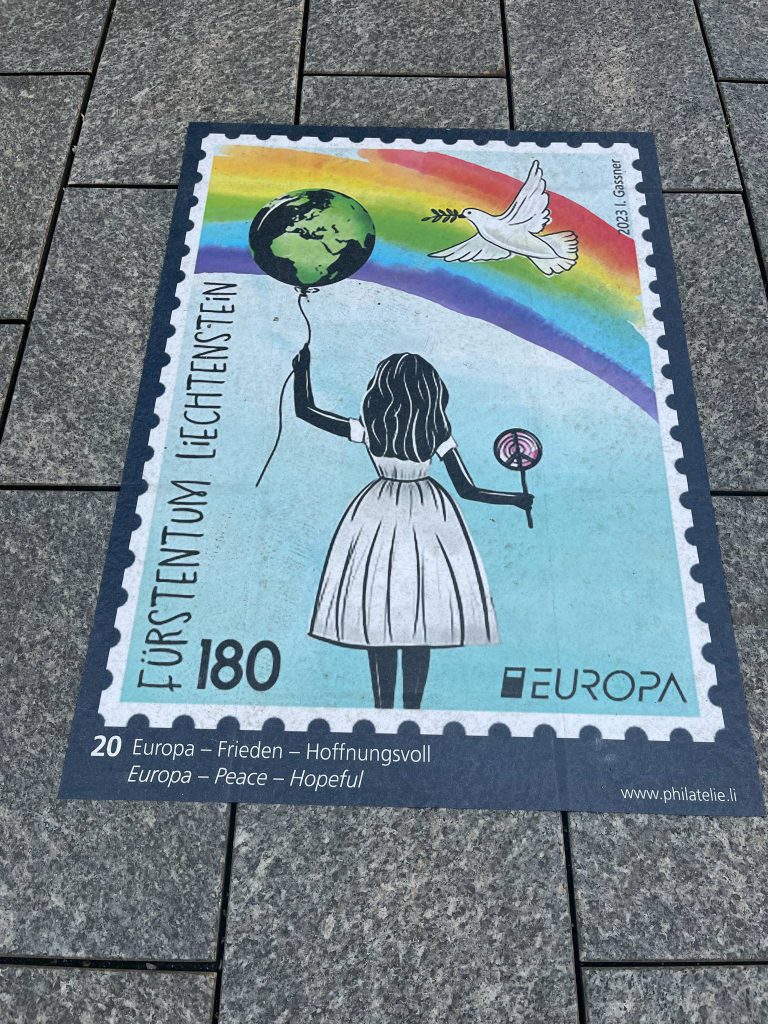 2023 I. Gassner
FÜRSTENTUM LIECHTENSTEIN
180
EUROPA
20 Europa – Frieden – Hoffnungsvoll
Europa – Peace – Hopeful
www.philatelie.li